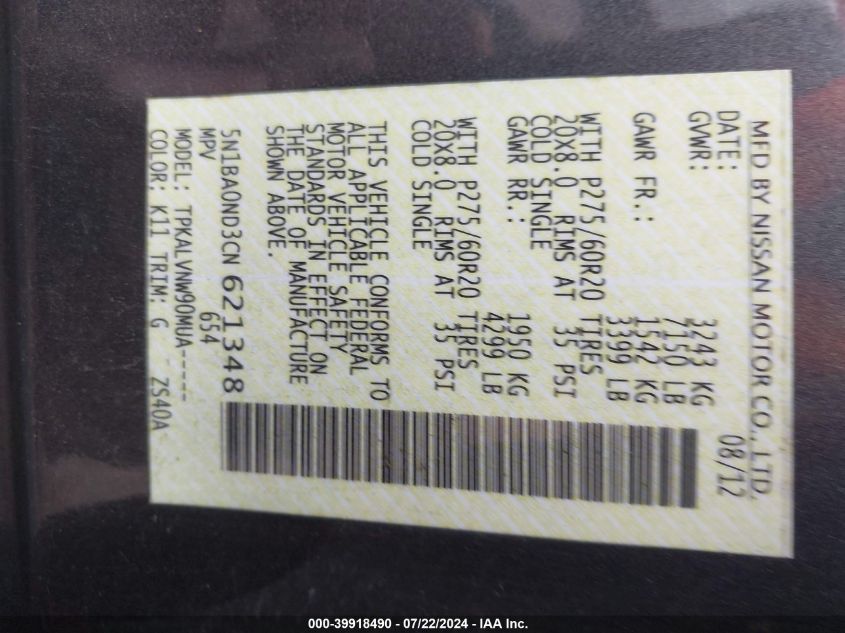 MFD BY NISSAN MOTOR CO., LTD.
DATE: 08/12
GVWR: 3243 KG
7150 LB
GAWR FR.: 1542 KG
3399 LB
WITH P275/60R20 TIRES
20X8.0 RIMS AT 35 PSI
COLD SINGLE
GAWR RR.: 1950 KG
4299 LB
WITH P275/60R20 TIRES
20X8.0 RIMS AT 35 PSI
COLD SINGLE
THIS VEHICLE CONFORMS TO
ALL APPLICABLE FEDERAL
MOTOR VEHICLE SAFETY
STANDARDS IN EFFECT ON
THE DATE OF MANUFACTURE
SHOWN ABOVE.
5N1BA0ND3CN621348
MPV 654
MODEL: TPKALVNW90MUA-----
COLOR: K11 TRIM: G ZS40A
000-39918490 - 07/22/2024 - IAA Inc.